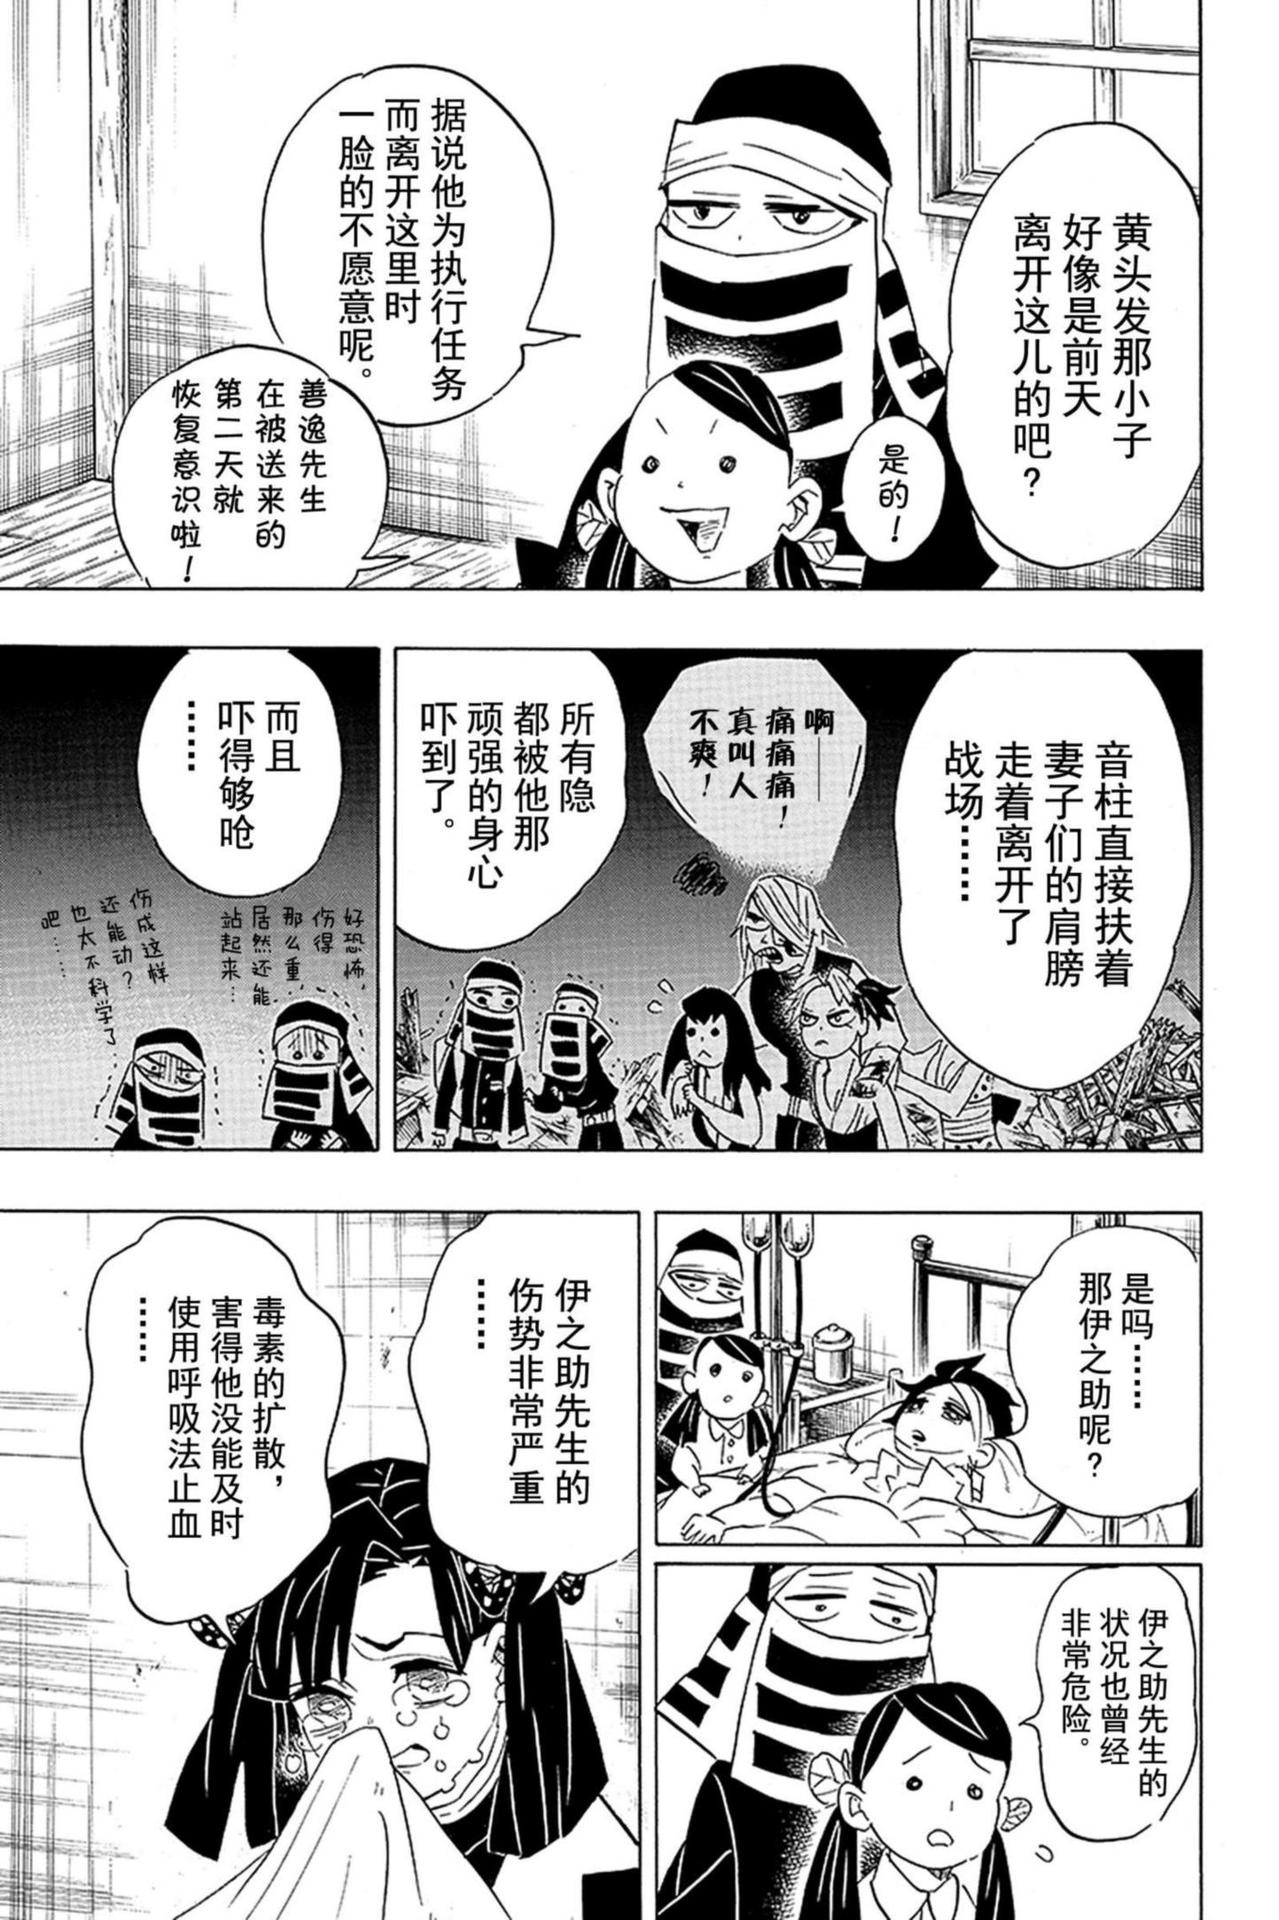 黄头发那小子
好像是前天
离开这儿的吧？
是的！
据说他为执行任务
而离开这里时
一脸的不愿意呢。
善逸先生
在被送来的
第二天就
恢复意识啦！
音柱直接扶着
妻子们的肩膀
走着离开了
战场……
啊——
痛痛痛！
真叫人
不爽！
所有隐
都被他那
顽强的身心
吓到了。
而且
吓得够呛
……
好恐怖，
伤得
那么重，
居然还能
站起来…
伤成这样
还能动？
也太不科学了
吧……
是吗……
那伊之助呢？
伊之助先生的
状况也曾经
非常危险。
伊之助先生的
伤势非常严重
……
毒素的扩散，
害得他没能及时
使用呼吸法止血
……